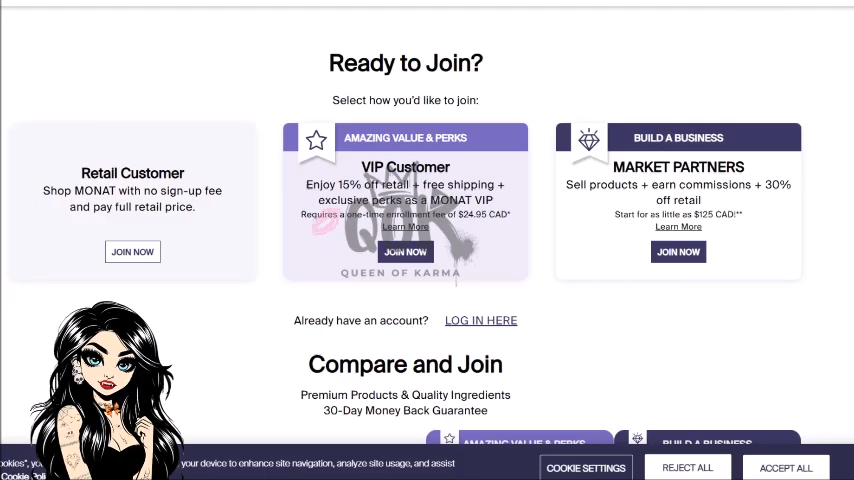 Ready to Join?
Select how you'd like to join:
Retail Customer
Shop MONAT with no sign-up fee
and pay full retail price.
JOIN NOW
AMAZING VALUE & PERKS
VIP Customer
Enjoy 15% off retail + free shipping +
exclusive perks as a MONAT VIP
Requires a one-time enrollment fee of $24.95 CAD*
Learn More
JOIN NOW
BUILD A BUSINESS
MARKET PARTNERS
Sell products + earn commissions + 30%
off retail
Start for as little as $125 CAD!**
Learn More
JOIN NOW
QOK
QUEEN OF KARMA
Already have an account? LOG IN HERE
Compare and Join
Premium Products & Quality Ingredients
30-Day Money Back Guarantee
AMAZING VALUE & PERKS
BUILD A BUSINESS
your device to enhance site navigation, analyze site usage, and assist
Cookie
COOKIE SETTINGS
REJECT ALL
ACCEPT ALL